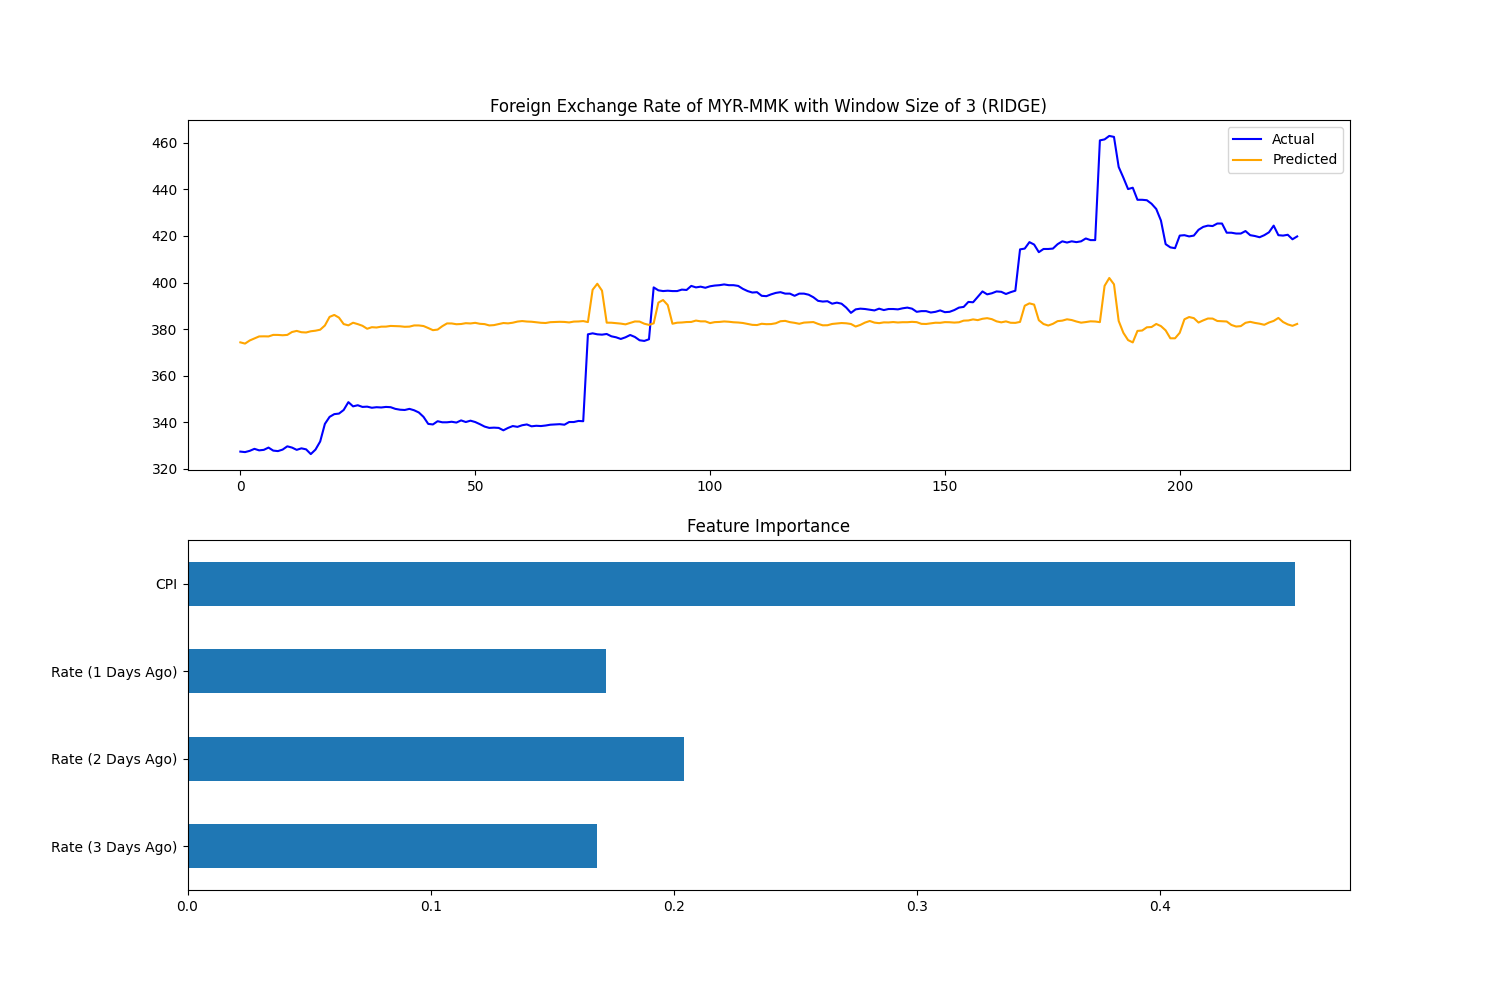 Foreign Exchange Rate of MYR-MMK with Window Size of 3 (RIDGE)
Actual
Predicted
460
440
420
400
380
360
340
320
0 50 100 150 200
Feature Importance
CPI
Rate (1 Days Ago)
Rate (2 Days Ago)
Rate (3 Days Ago)
0.0 0.1 0.2 0.3 0.4